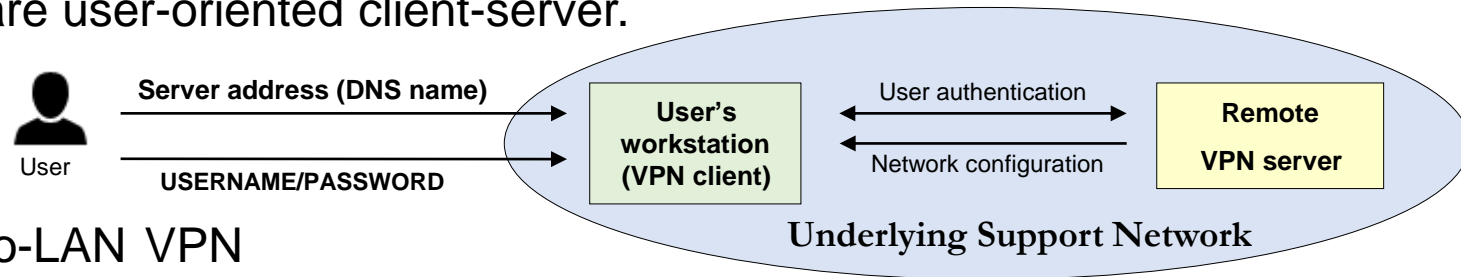 are user-oriented client-server.
Server address (DNS name)
User
USERNAME/PASSWORD
User's
workstation
(VPN client)
User authentication
Network configuration
Remote
VPN server
Underlying Support Network
o-LAN VPN